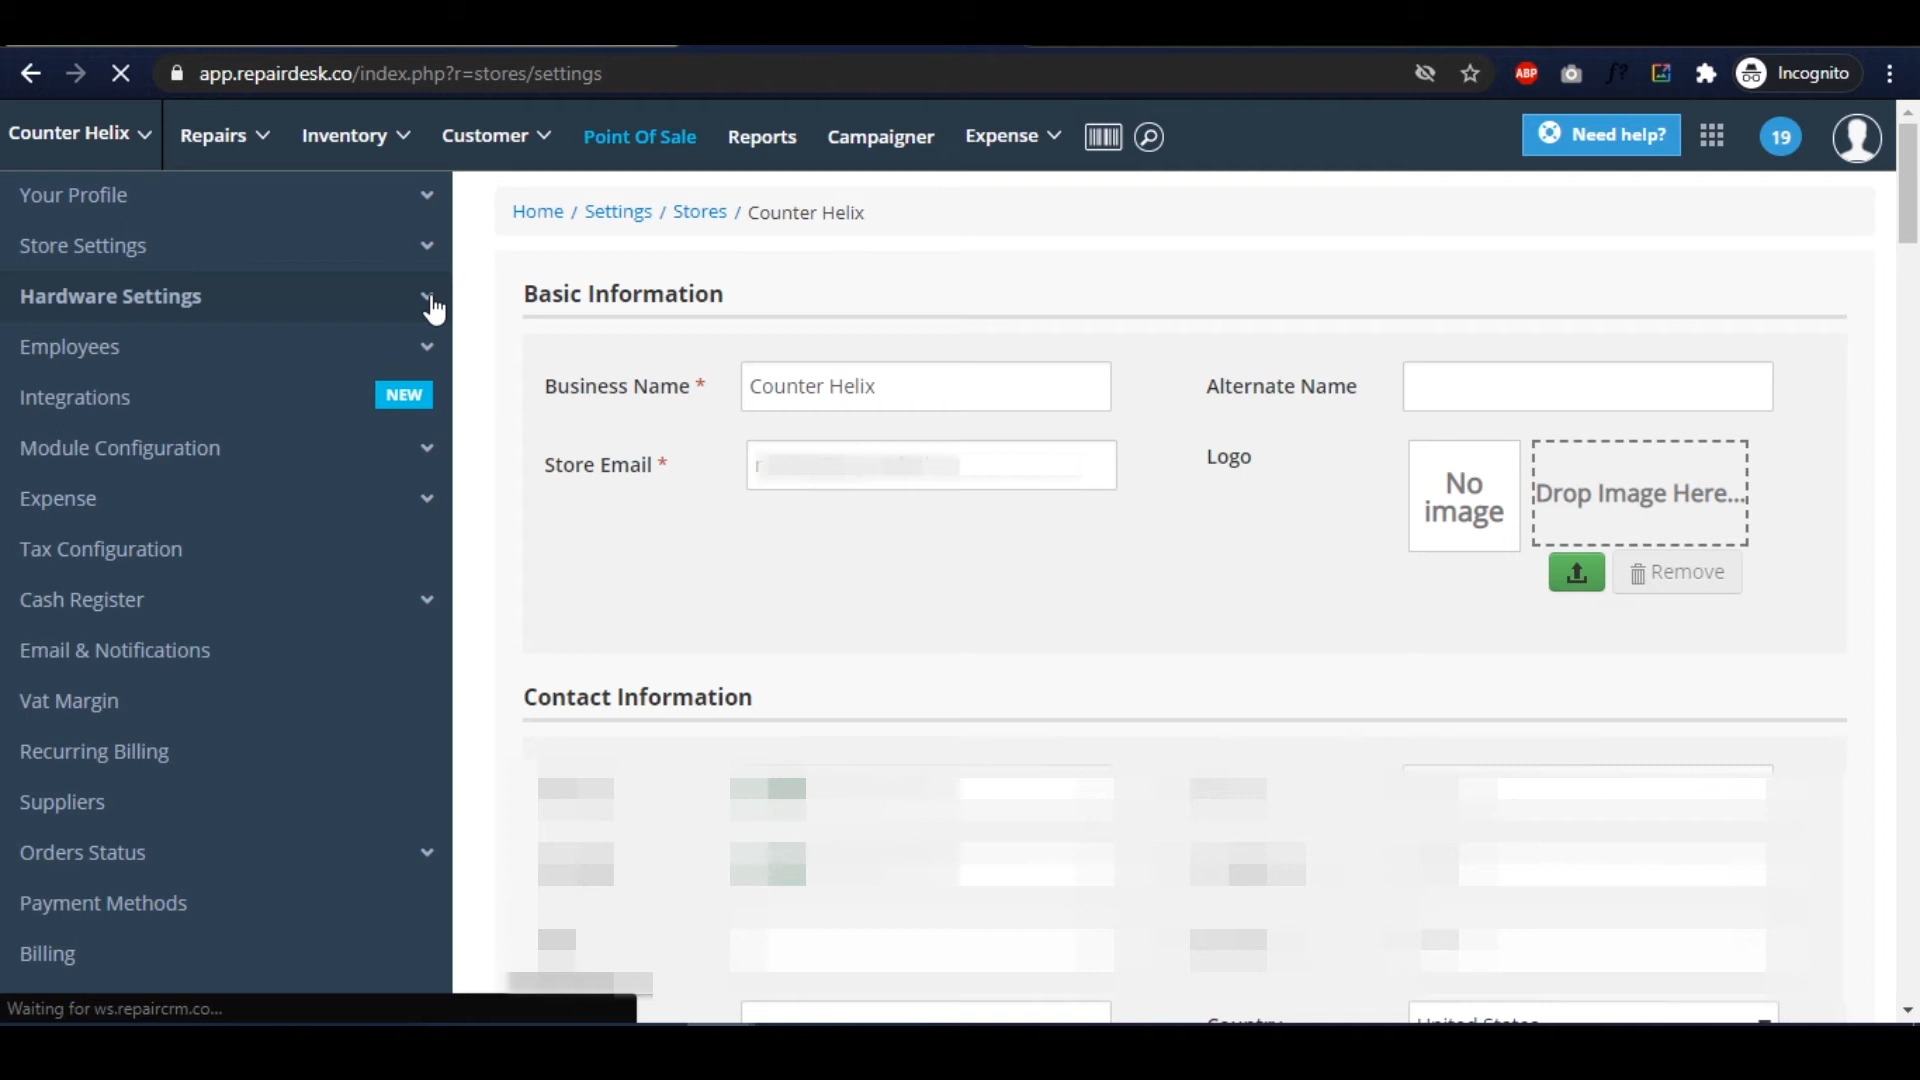 app.repairdesk.co/index.php?r=stores/settings
ABP
f?
Incognito
Counter Helix
Repairs
Inventory
Customer
Point Of Sale
Reports
Campaigner
Expense
Need help?
19
Your Profile
Store Settings
Hardware Settings
Employees
Integrations
NEW
Module Configuration
Expense
Tax Configuration
Cash Register
Email & Notifications
Vat Margin
Recurring Billing
Suppliers
Orders Status
Payment Methods
Billing
Waiting for ws.repaircrm.co...
Home / Settings / Stores / Counter Helix
Basic Information
Business Name *
Counter Helix
Alternate Name
Store Email *
Logo
No image
Drop Image Here...
Remove
Contact Information
Country
United States